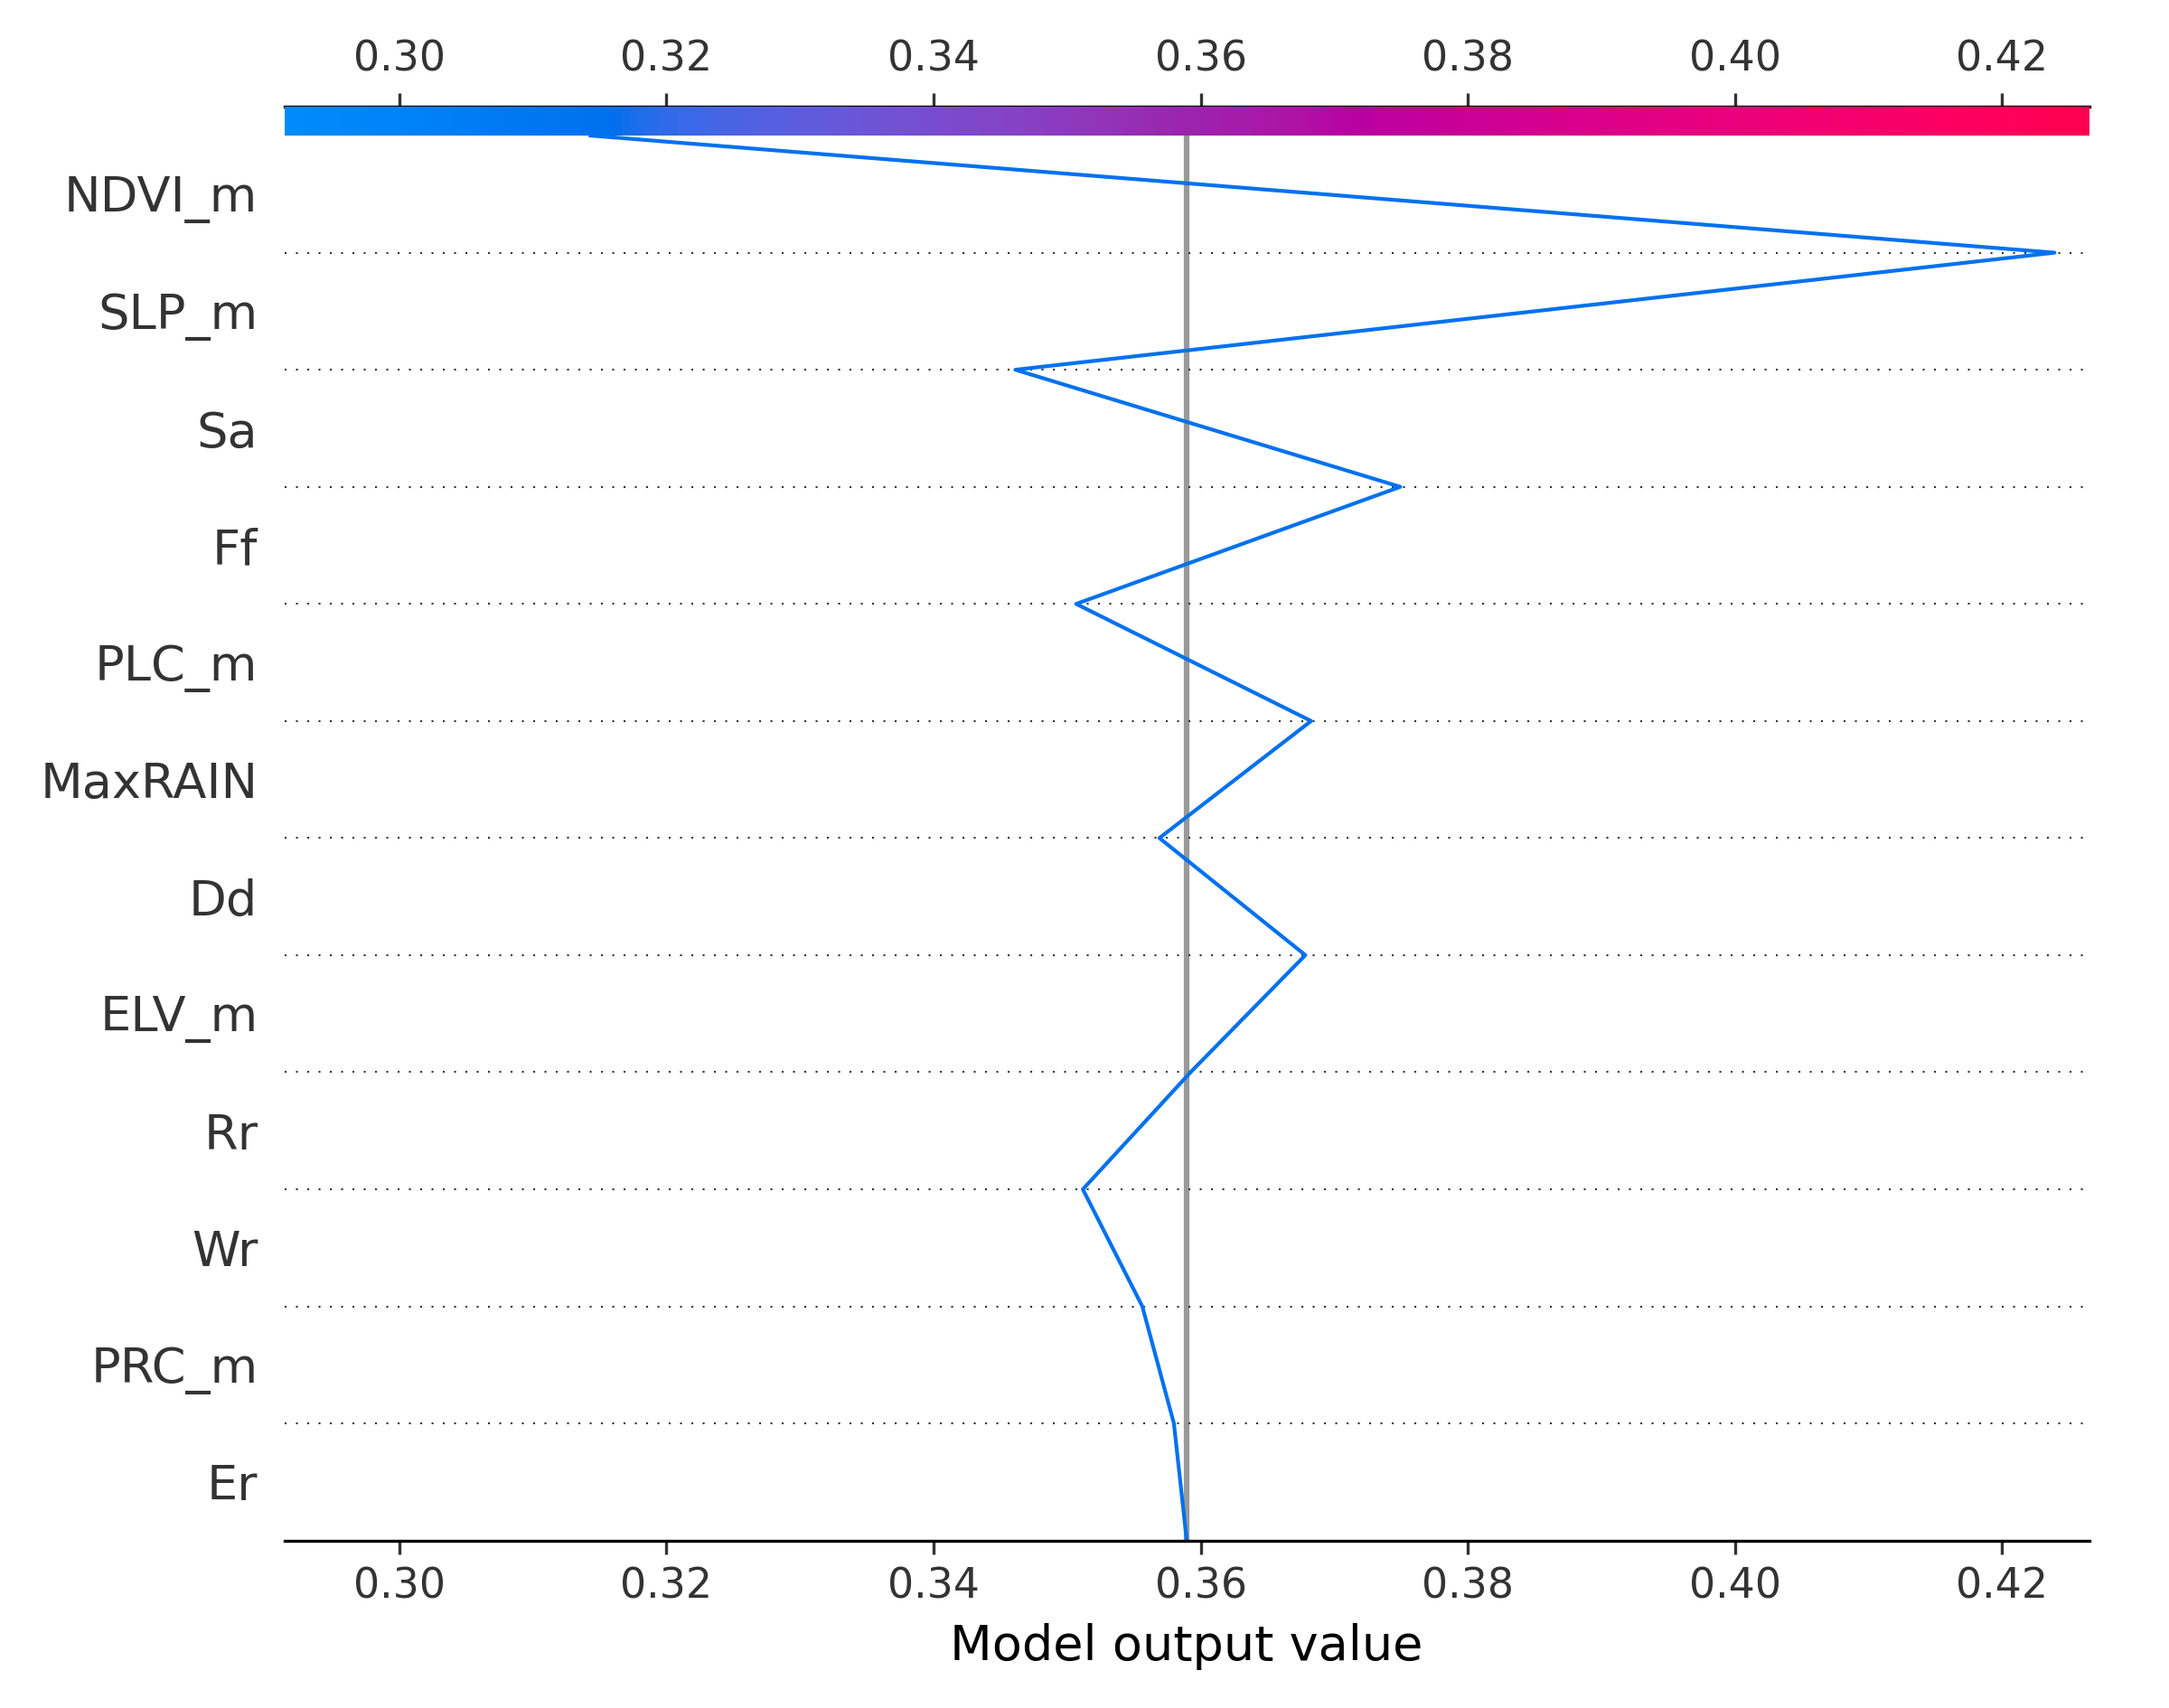 0.30 0.32 0.34 0.36 0.38 0.40 0.42
NDVI_m
SLP_m
Sa
Ff
PLC_m
MaxRAIN
Dd
ELV_m
Rr
Wr
PRC_m
Er
0.30 0.32 0.34 0.36 0.38 0.40 0.42
Model output value